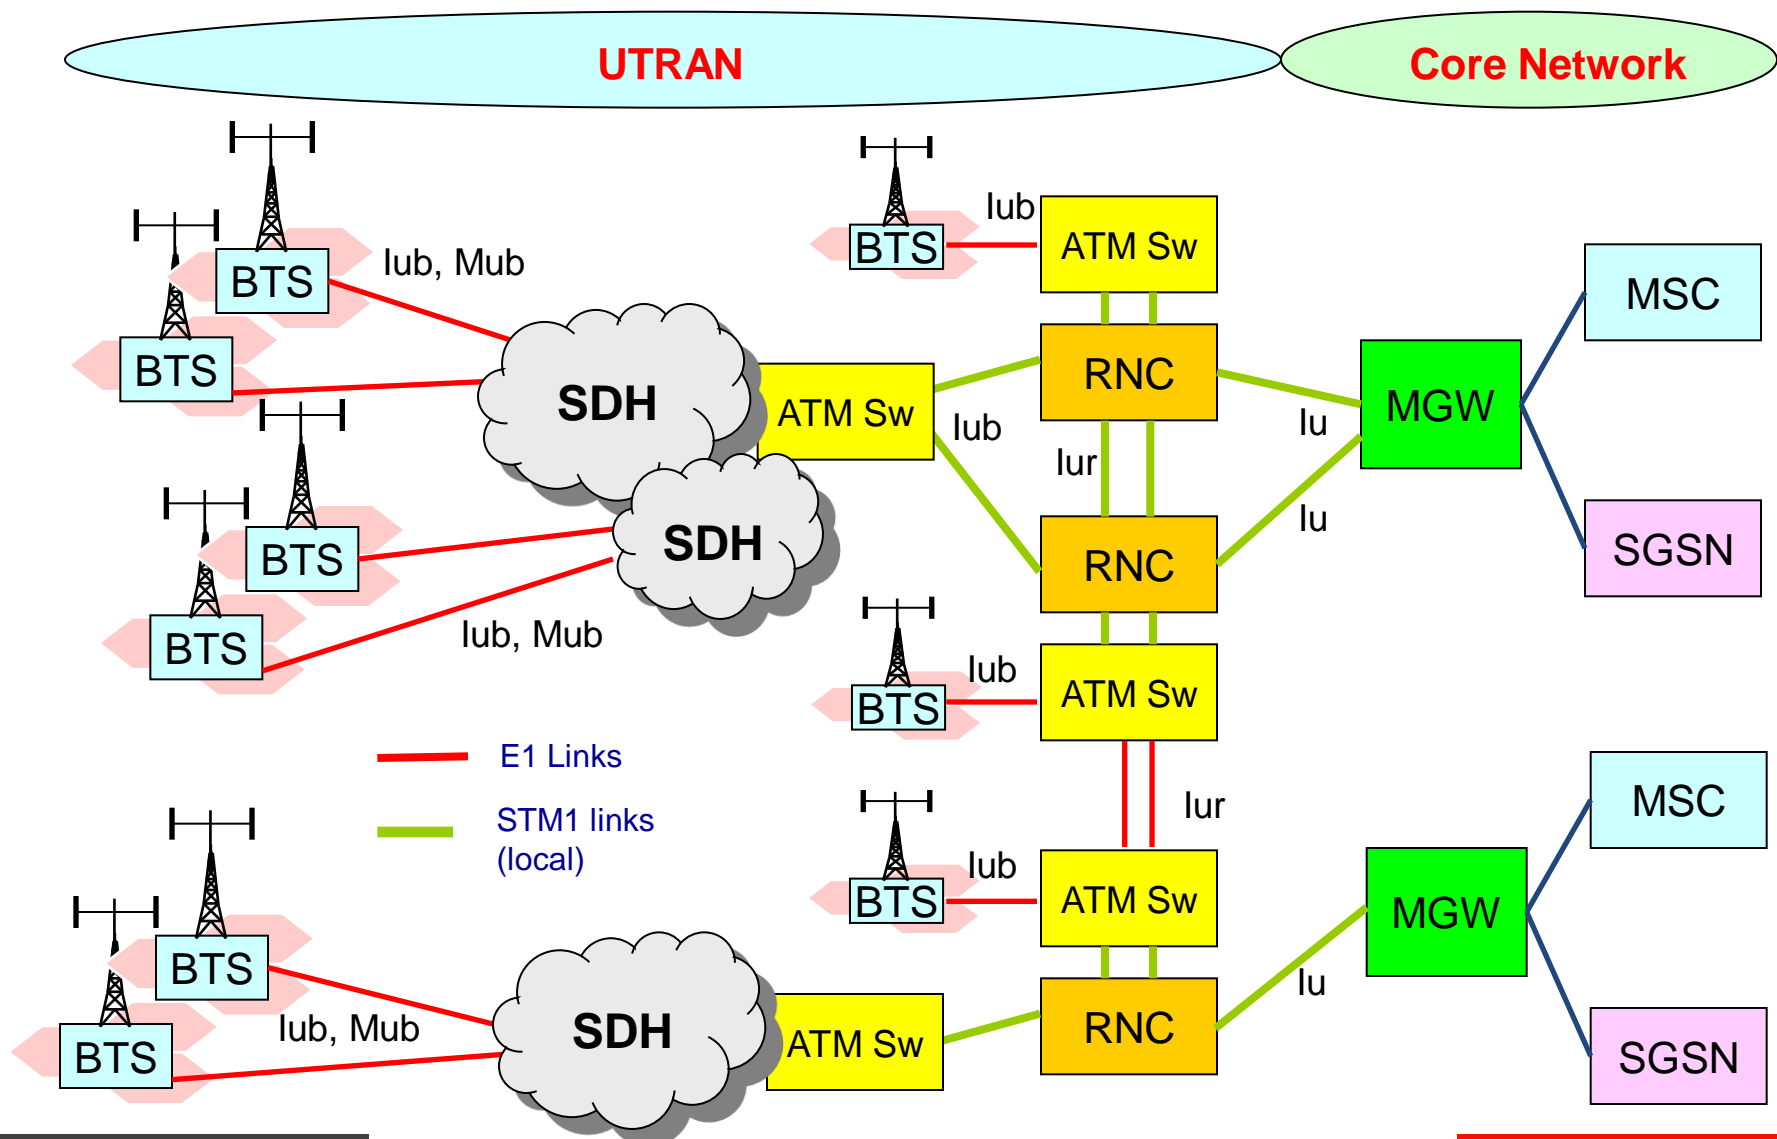 UTRAN
Core Network
BTS
Iub, Mub
BTS
BTS
Iub
ATM Sw
RNC
MSC
SDH
ATM Sw
Iub
Iur
Iu
MGW
Iu
SGSN
BTS
BTS
Iub, Mub
SDH
RNC
BTS
Iub
ATM Sw
E1 Links
STM1 links
(local)
Iur
MSC
BTS
Iub
ATM Sw
MGW
BTS
BTS
Iub, Mub
SDH
ATM Sw
RNC
Iu
SGSN